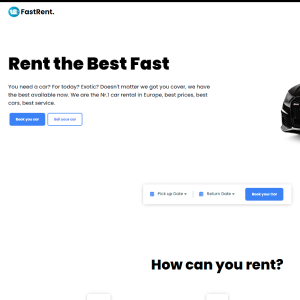 FastRent.
Rent the Best Fast
You need a car? For today? Exotic? Doesn't matter we got you cover, we have
the best available now. We are the Nr.1 car rental in Europe, best prices, best
cars, best service.
Book you car
Get your car
Pick up Date
Return Date
Book your Car
How can you rent?